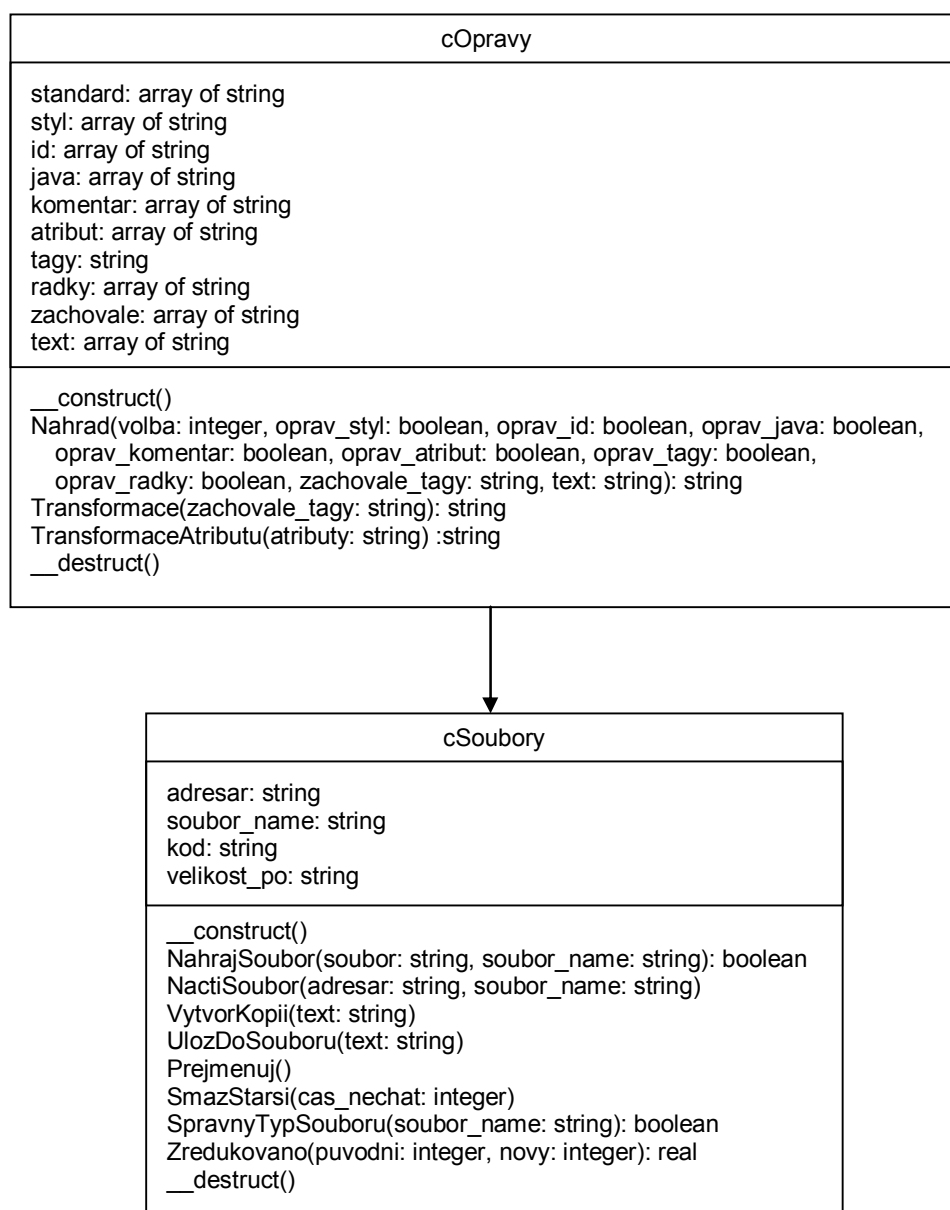 cOpravy
standard: array of string
styl: array of string
id: array of string
java: array of string
komentar: array of string
atribut: array of string
tagy: string
radky: array of string
zachovale: array of string
text: array of string
__construct()
Nahrad(volba: integer, oprav_styl: boolean, oprav_id: boolean, oprav_java: boolean,
oprav_komentar: boolean, oprav_atribut: boolean, oprav_tagy: boolean,
oprav_radky: boolean, zachovale_tagy: string, text: string): string
Transformace(zachovale_tagy: string): string
TransformaceAtributu(atributy: string) :string
__destruct()
cSoubory
adresar: string
soubor_name: string
kod: string
velikost_po: string
__construct()
NahrajSoubor(soubor: string, soubor_name: string): boolean
NactiSoubor(adresar: string, soubor_name: string)
VytvorKopii(text: string)
UlozDoSouboru(text: string)
Prejmenuj()
SmazStarsi(cas_nechat: integer)
SpravnyTypSouboru(soubor_name: string): boolean
Zredukovano(puvodni: integer, novy: integer): real
__destruct()